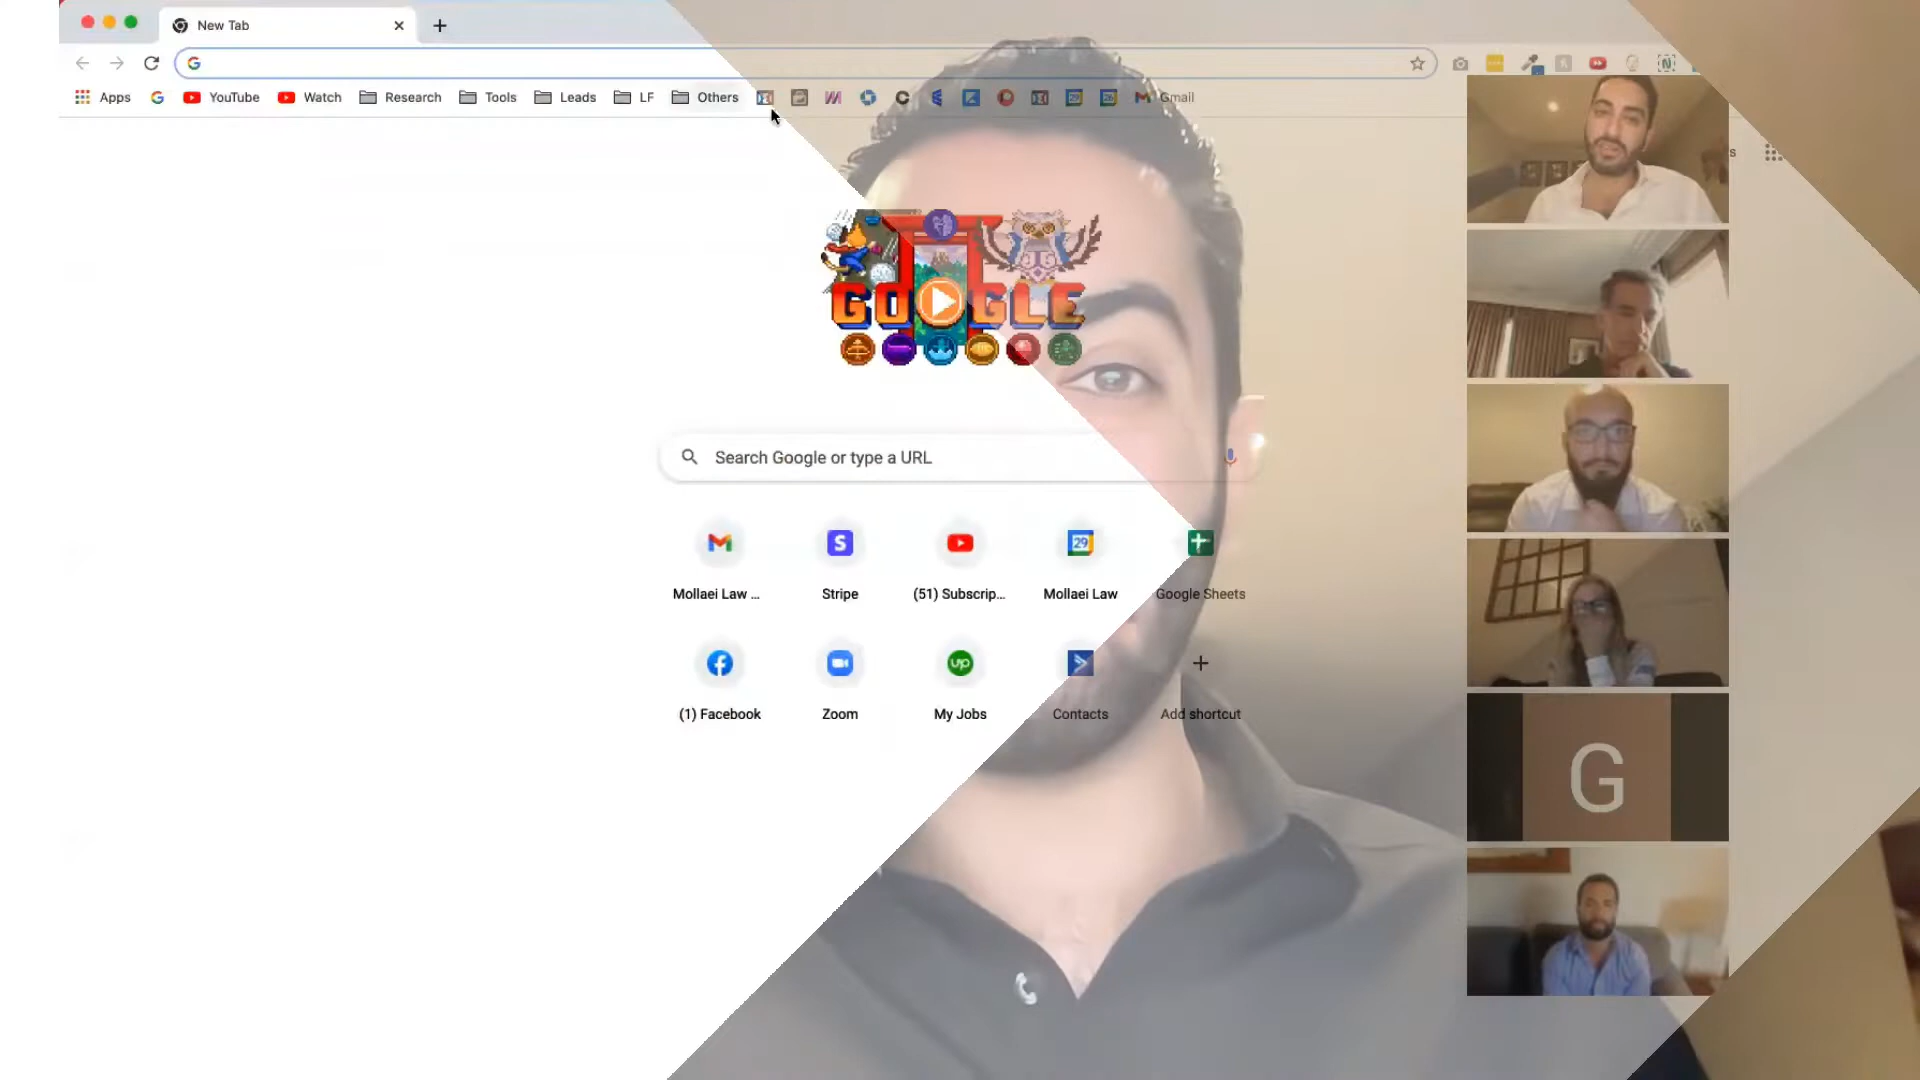 New Tab
Apps YouTube Watch Research Tools Leads LF Others Gmail
GOOGLE
Search Google or type a URL
Mollaei Law ... Stripe (51) Subscrip... Mollaei Law Google Sheets
(1) Facebook Zoom My Jobs Contacts Add shortcut
G